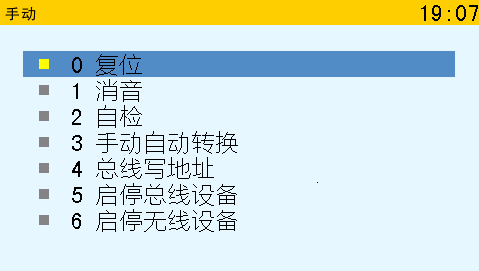 手动 19:07
0 复位
1 消音
2 自检
3 手动自动转换
4 总线写地址
5 启停总线设备
6 启停无线设备